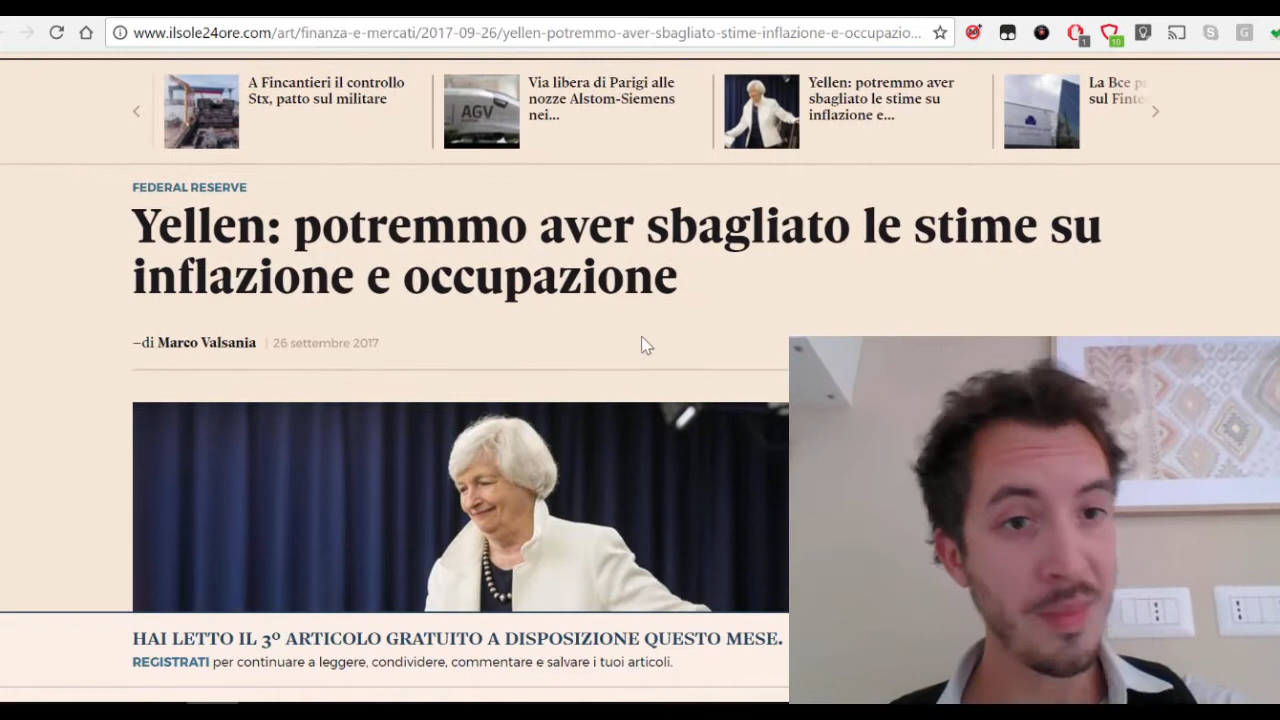 www.ilsole24ore.com/art/finanza-e-mercati/2017-09-26/yellen-potremmo-aver-sbagliato-stime-inflazione-e-occupazio...
1
10
G
A Fincantieri il controllo
Stx, patto sul militare
AGV
Via libera di Parigi alle
nozze Alstom-Siemens
nei...
Yellen: potremmo aver
sbagliato le stime su
inflazione e...
La Bce
sul
FEDERAL RESERVE
Yellen: potremmo aver sbagliato le stime su
inflazione e occupazione
–di Marco Valsania | 26 settembre 2017
HAI LETTO IL 3º ARTICOLO GRATUITO A DISPOSIZIONE QUESTO MESE.
REGISTRATI per continuare a leggere, condividere, commentare e salvare i tuoi articoli.